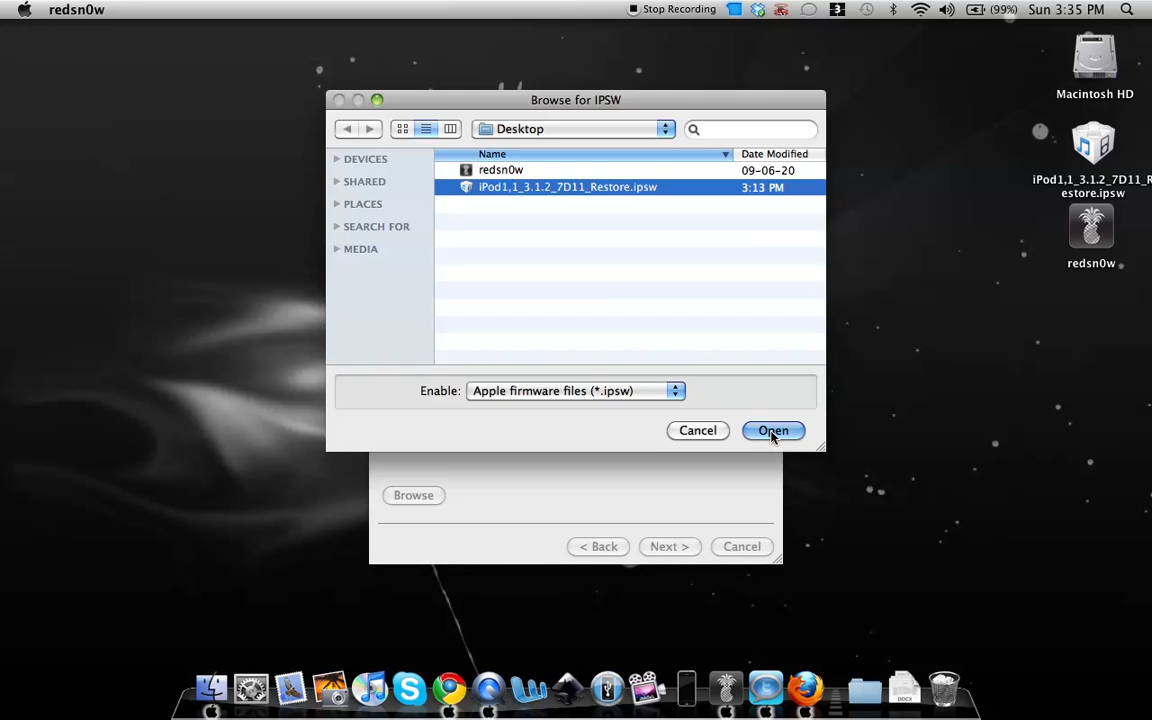 redsn0w
Stop Recording
3
(99%)
Sun 3:35 PM
Browse for IPSW
Desktop
DEVICES
SHARED
PLACES
SEARCH FOR
MEDIA
Name
Date Modified
redsn0w
09-06-20
iPod1,1_3.1.2_7D11_Restore.ipsw
3:13 PM
Enable:
Apple firmware files (*.ipsw)
Cancel
Open
Browse
< Back
Next >
Cancel
Macintosh HD
iPod1,1_3.1.2_7D11_R
estore.ipsw
redsn0w
DOCX